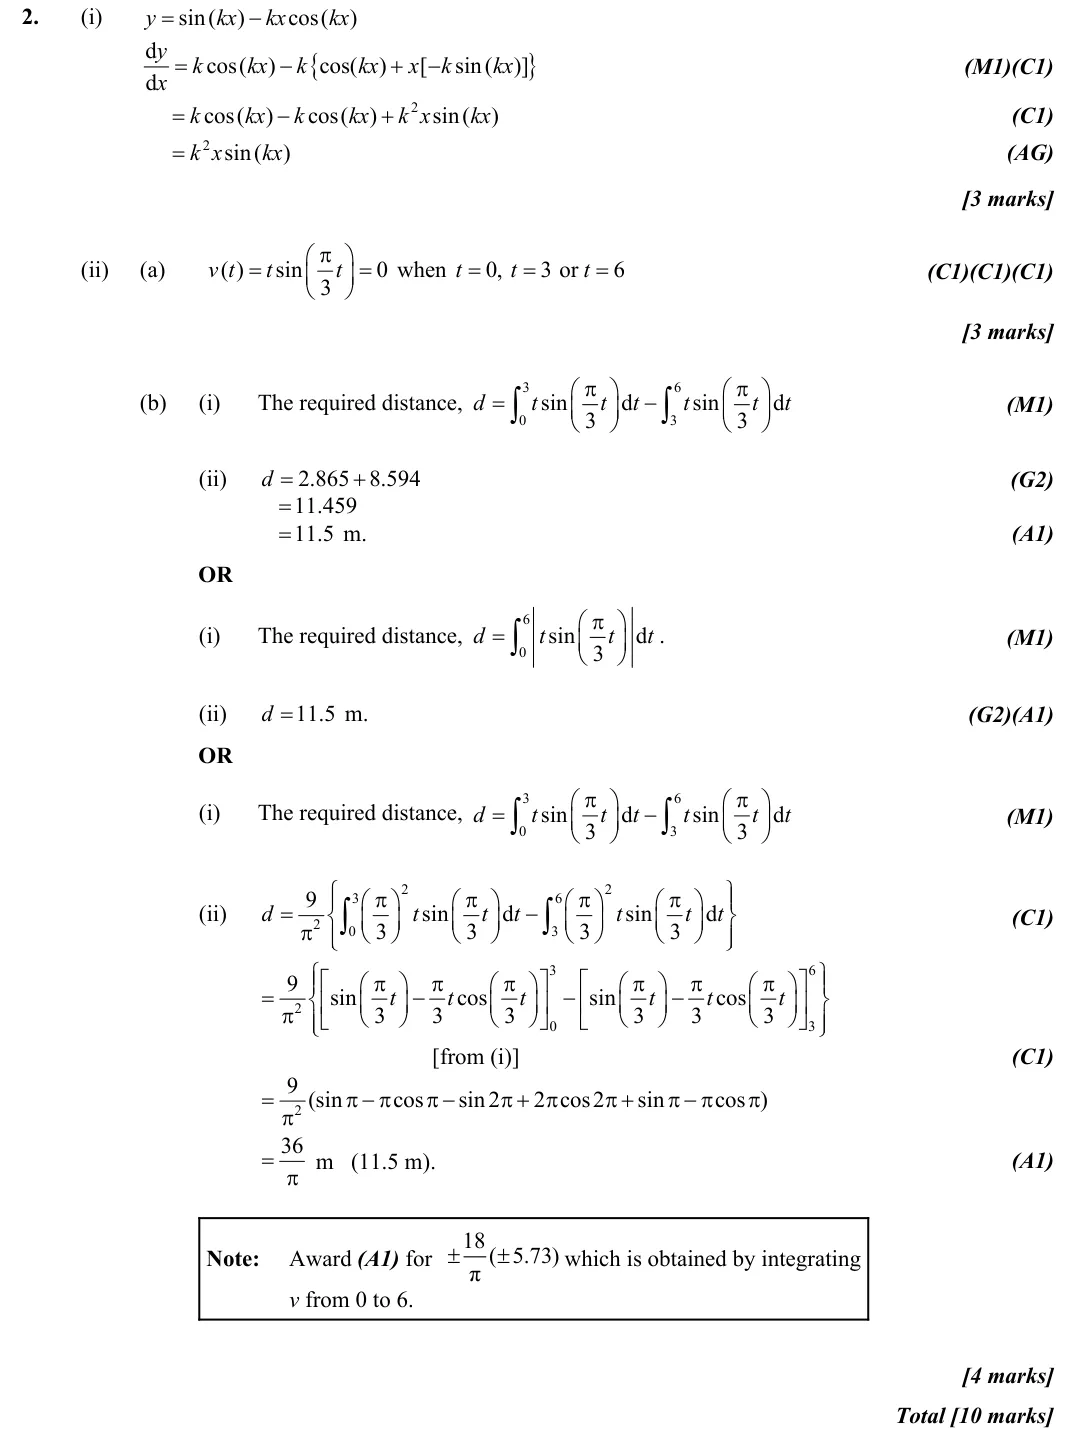 2. (i) y = sin(kx) − kx cos(kx)
dy/dx = k cos(kx) − k{cos(kx) + x[−k sin(kx)]} (M1)(C1)
= k cos(kx) − k cos(kx) + k²x sin(kx) (C1)
= k²x sin(kx) (AG)
[3 marks]
(ii) (a) v(t) = t sin(π/3 t) = 0 when t = 0, t = 3 or t = 6 (C1)(C1)(C1)
[3 marks]
(b) (i) The required distance, d = ∫₀³ t sin(π/3 t)dt − ∫₃⁶ t sin(π/3 t)dt (M1)
(ii) d = 2.865 + 8.594 (G2)
= 11.459
= 11.5 m. (A1)
OR
(i) The required distance, d = ∫₀⁶ |t sin(π/3 t)|dt . (M1)
(ii) d = 11.5 m. (G2)(A1)
OR
(i) The required distance, d = ∫₀³ t sin(π/3 t)dt − ∫₃⁶ t sin(π/3 t)dt (M1)
(ii) d = 9/π² {∫₀³ (π/3)² t sin(π/3 t)dt − ∫₃⁶ (π/3)² t sin(π/3 t)dt} (C1)
= 9/π² {[sin(π/3 t) − π/3 t cos(π/3 t)]₀³ − [sin(π/3 t) − π/3 t cos(π/3 t)]₃⁶}
[from (i)] (C1)
= 9/π² (sin π − π cos π − sin 2π + 2π cos 2π + sin π − π cos π)
= 36/π m (11.5 m). (A1)
Note: Award (A1) for ± 18/π (±5.73) which is obtained by integrating
v from 0 to 6.
[4 marks]
Total [10 marks]